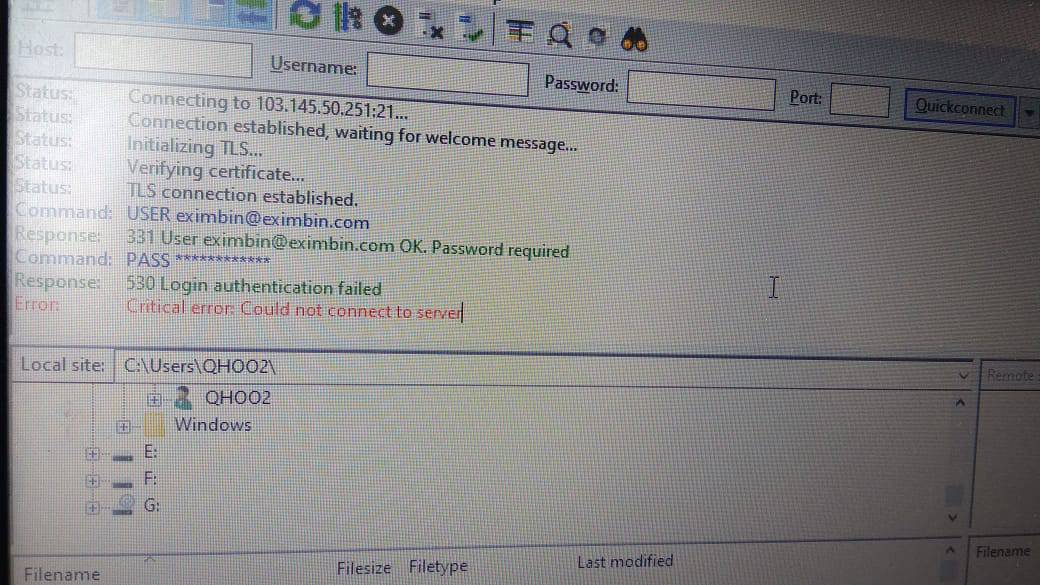 Host: Username: Password: Port: Quickconnect
Status: Connecting to 103.145.50.251:21...
Status: Connection established, waiting for welcome message...
Status: Initializing TLS...
Status: Verifying certificate...
Status: TLS connection established.
Command: USER eximbin@eximbin.com
Response: 331 User eximbin@eximbin.com OK. Password required
Command: PASS ************
Response: 530 Login authentication failed
Error: Critical error: Could not connect to server
Local site: C:\Users\QHOO2\ Remote
QHOO2
Windows
E:
F:
G:
Filename Filesize Filetype Last modified Filename